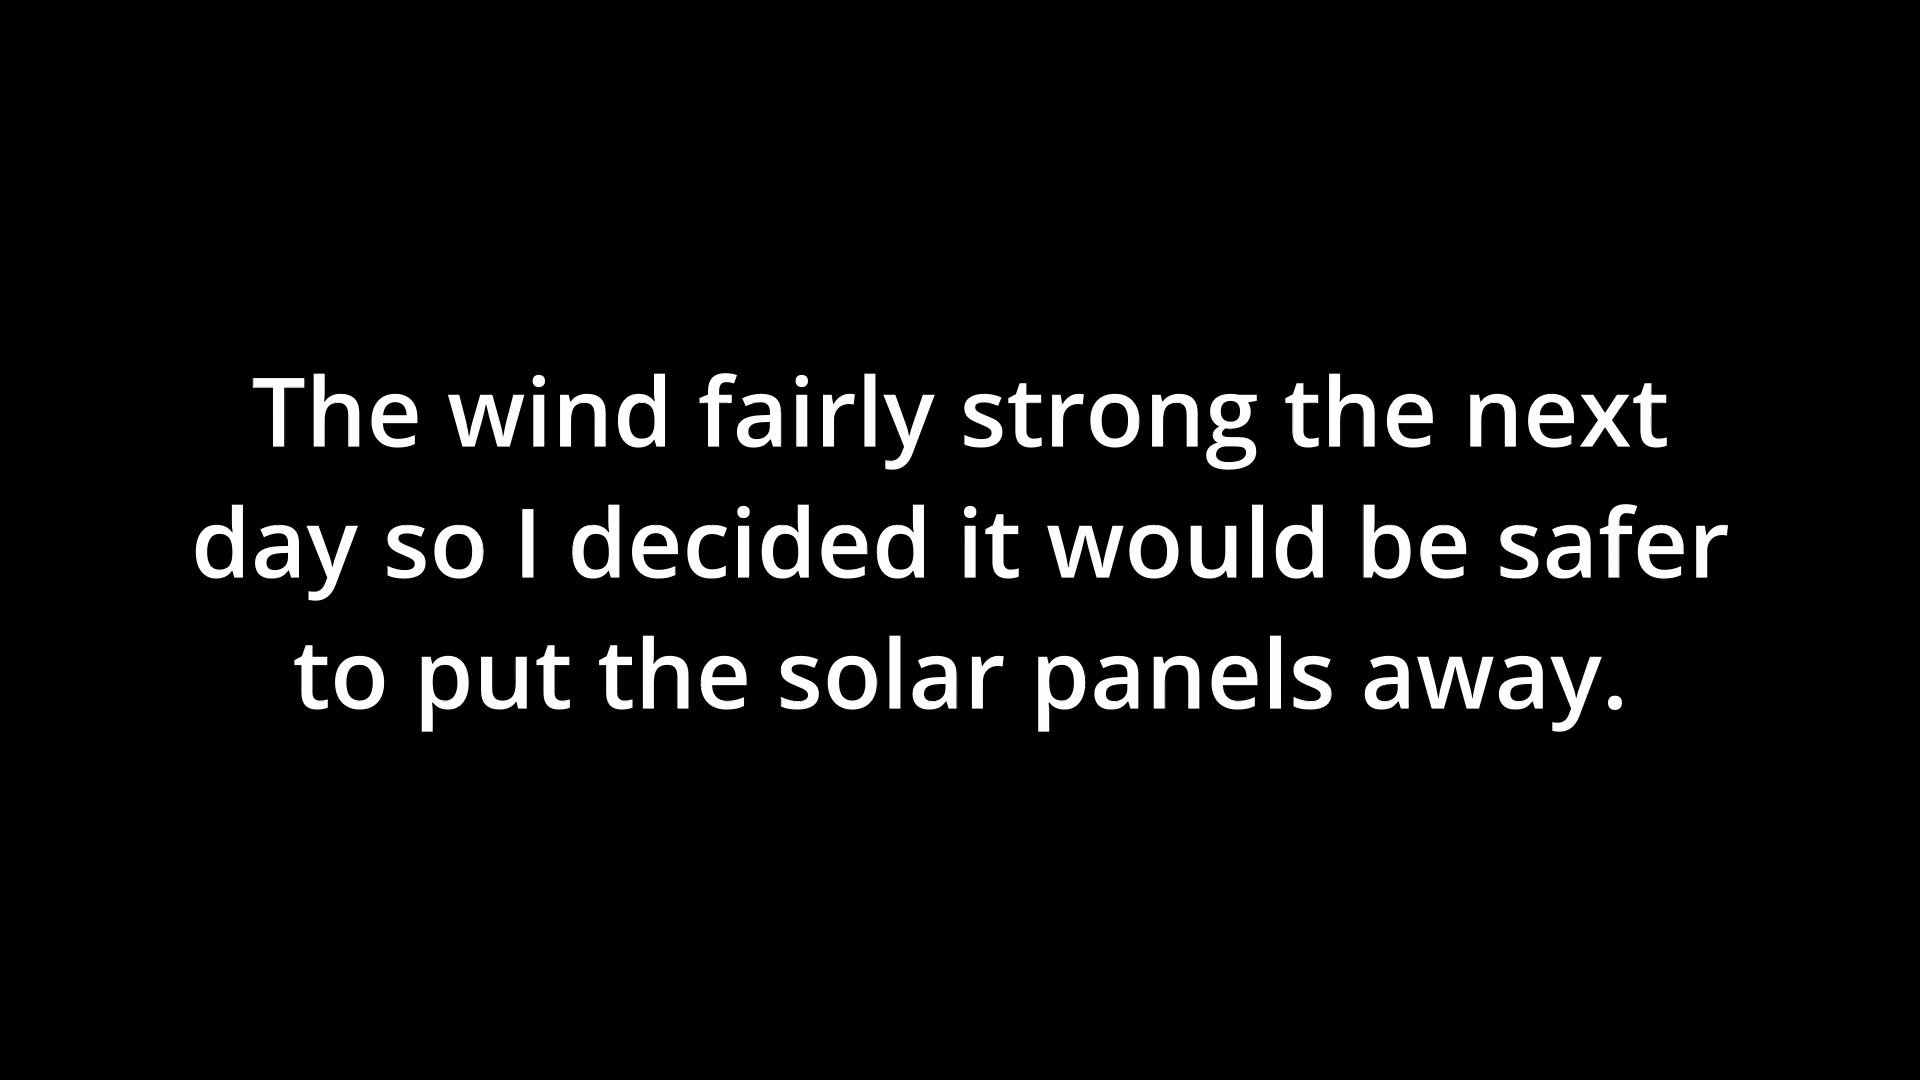 The wind fairly strong the next
day so I decided it would be safer
to put the solar panels away.